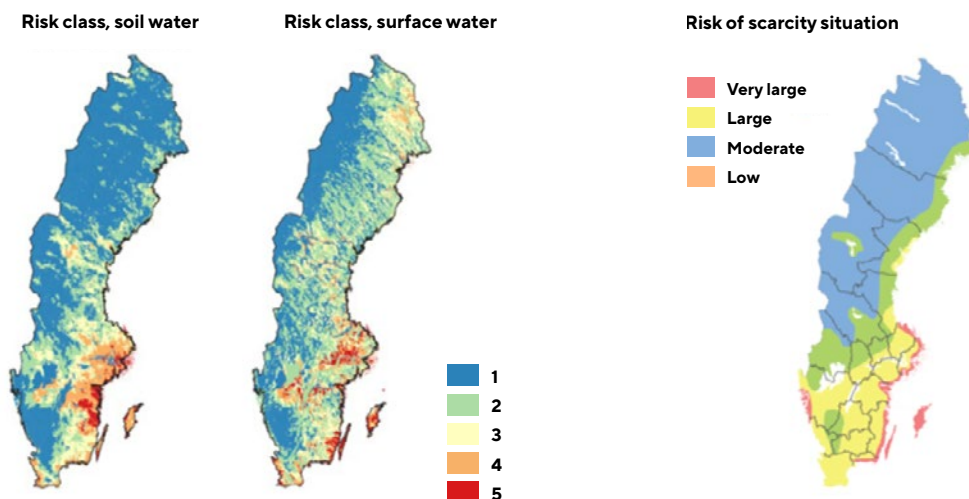 Risk class, soil water
Risk class, surface water
Risk of scarcity situation
Very large
Large
Moderate
Low
1
2
3
4
5